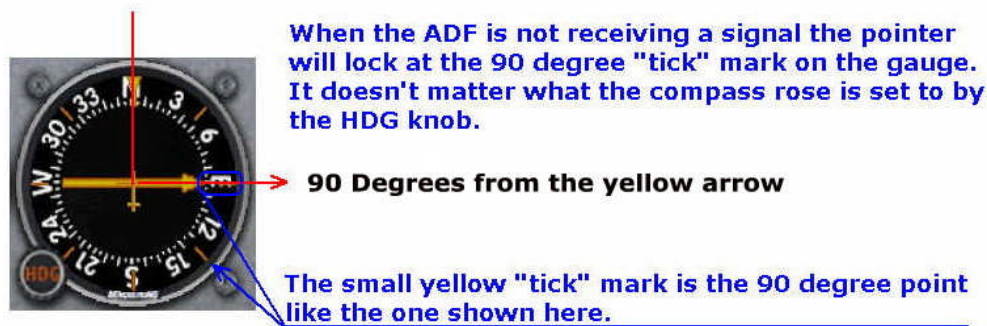 When the ADF is not receiving a signal the pointer
will lock at the 90 degree "tick" mark on the gauge.
It doesn't matter what the compass rose is set to by
the HDG knob.
N
33 3
30 6
W E
24 12
21 15
S
HDG
90 Degrees from the yellow arrow
The small yellow "tick" mark is the 90 degree point
like the one shown here.